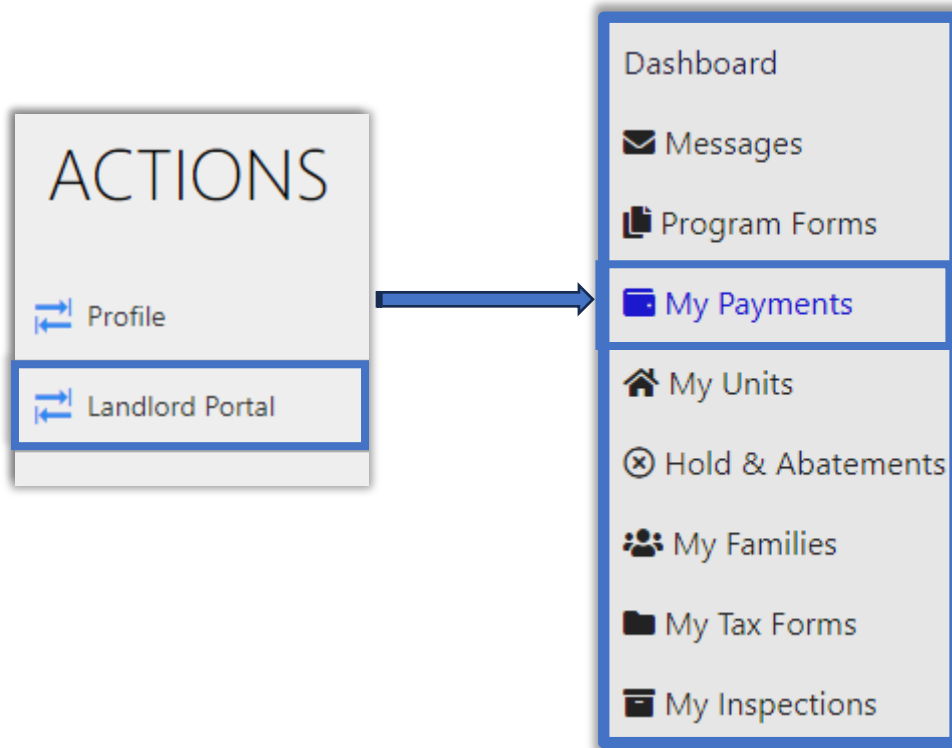 ACTIONS
Profile
Landlord Portal
Dashboard
Messages
Program Forms
My Payments
My Units
Hold & Abatements
My Families
My Tax Forms
My Inspections